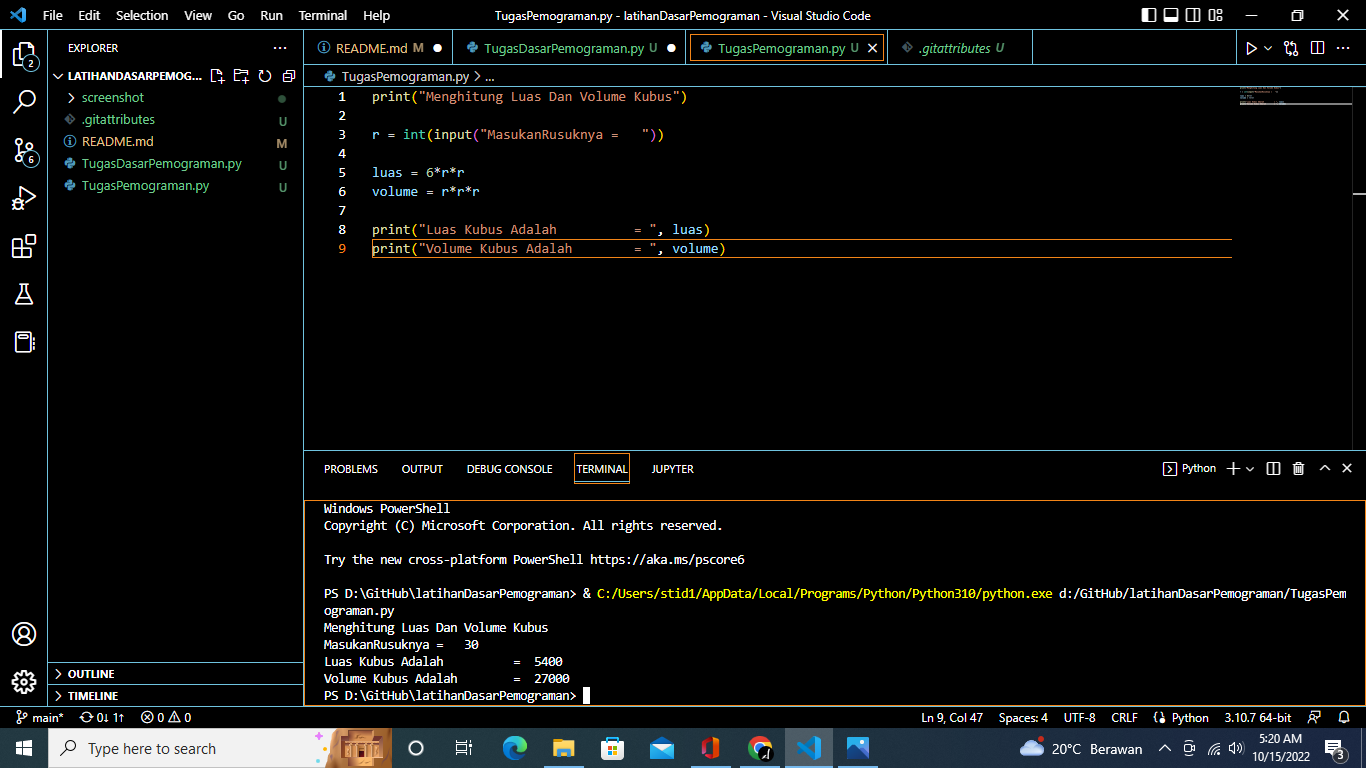 File Edit Selection View Go Run Terminal Help TugasPemograman.py - latihanDasarPemograman - Visual Studio Code
EXPLORER
README.md M TugasDasarPemograman.py U TugasPemograman.py U .gitattributes U
LATIHANDASARPEMOG...
TugasPemograman.py > ...
screenshot
.gitattributes U
README.md M
TugasDasarPemograman.py U
TugasPemograman.py U
2
6
1 print("Menghitung Luas Dan Volume Kubus")
2
3 r = int(input("MasukanRusuknya =   "))
4
5 luas = 6*r*r
6 volume = r*r*r
7
8 print("Luas Kubus Adalah          = ", luas)
9 print("Volume Kubus Adalah        = ", volume)
PROBLEMS OUTPUT DEBUG CONSOLE TERMINAL JUPYTER Python
Windows PowerShell
Copyright (C) Microsoft Corporation. All rights reserved.
Try the new cross-platform PowerShell https://aka.ms/pscore6
PS D:\GitHub\latihanDasarPemograman> & C:/Users/stid1/AppData/Local/Programs/Python/Python310/python.exe d:/GitHub/latihanDasarPemograman/TugasPem
ograman.py
Menghitung Luas Dan Volume Kubus
MasukanRusuknya =   30
Luas Kubus Adalah         =  5400
Volume Kubus Adalah       =  27000
PS D:\GitHub\latihanDasarPemograman>
OUTLINE
TIMELINE
main* 0↓ 1↑ 0 0 Ln 9, Col 47 Spaces: 4 UTF-8 CRLF Python 3.10.7 64-bit
Type here to search 20°C Berawan 5:20 AM
10/15/2022
3